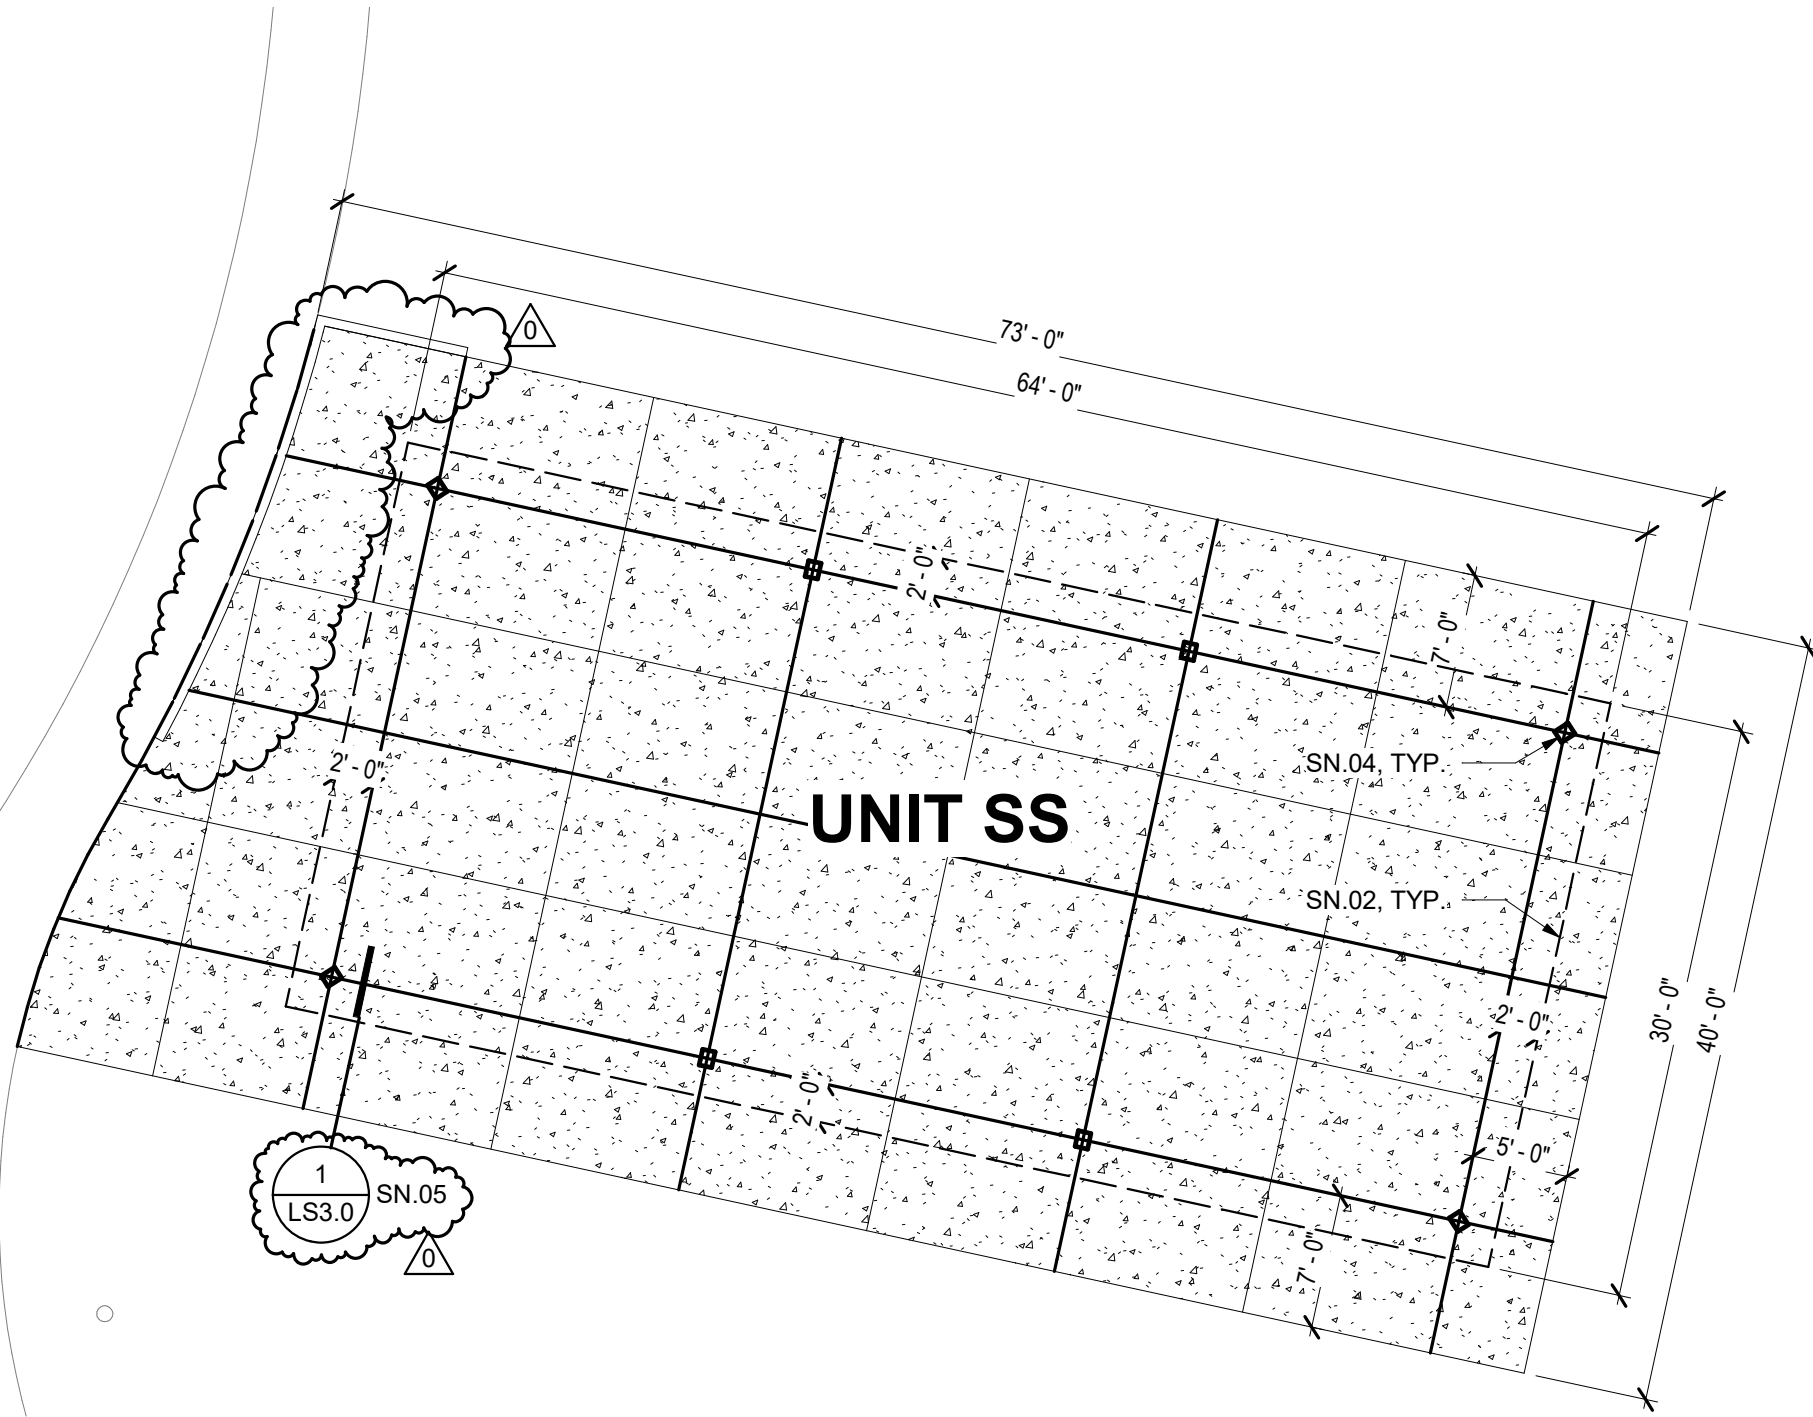 73' - 0"
64' - 0"
0
2' - 0"
7' - 0"
SN.04, TYP.
2' - 0"
UNIT SS
SN.02, TYP.
30' - 0"
40' - 0"
2' - 0"
2' - 0"
5' - 0"
1
LS3.0
SN.05
0
7' - 0"